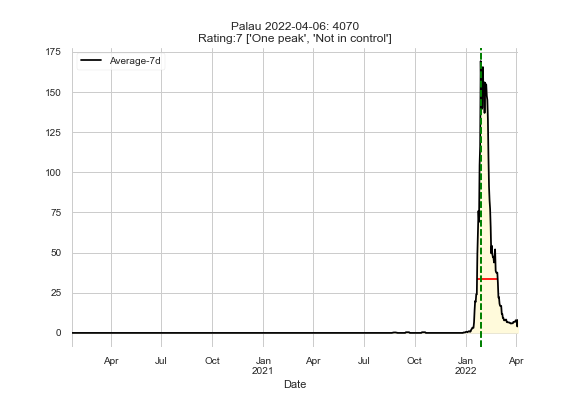 Palau 2022-04-06: 4070
Rating:7 ['One peak', 'Not in control']
Average-7d
175
150
125
100
75
50
25
0
Apr
Jul
Oct
Jan
2021
Apr
Jul
Oct
Jan
2022
Apr
Date